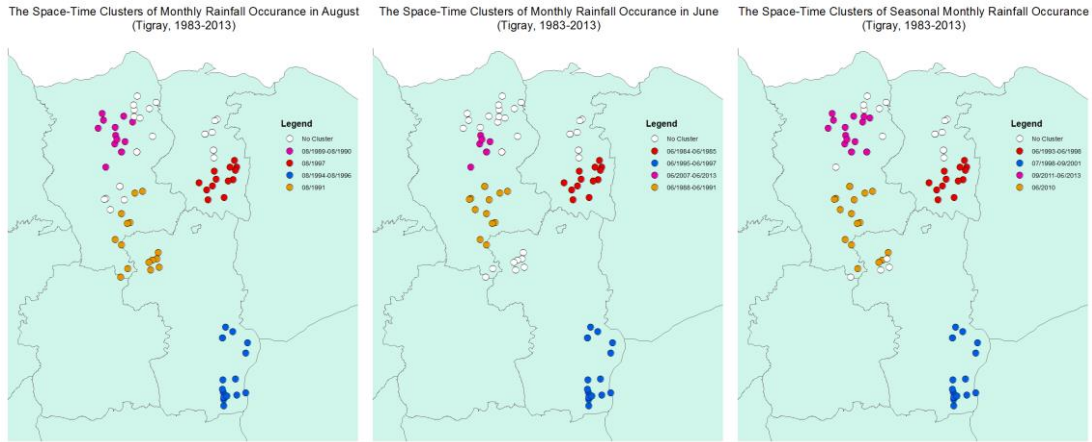 The Space-Time Clusters of Monthly Rainfall Occurance in August
(Tigray, 1983-2013)
Legend
No Cluster
08/1989-08/1990
08/1997
08/1994-08/1996
08/1991
The Space-Time Clusters of Monthly Rainfall Occurance in June
(Tigray, 1983-2013)
Legend
No Cluster
06/1984-06/1985
06/1995-06/1997
06/2007-06/2013
06/1988-06/1991
The Space-Time Clusters of Seasonal Monthly Rainfall Occurance
(Tigray, 1983-2013)
Legend
No Cluster
06/1993-06/1998
07/1998-09/2001
09/2011-06/2013
06/2010